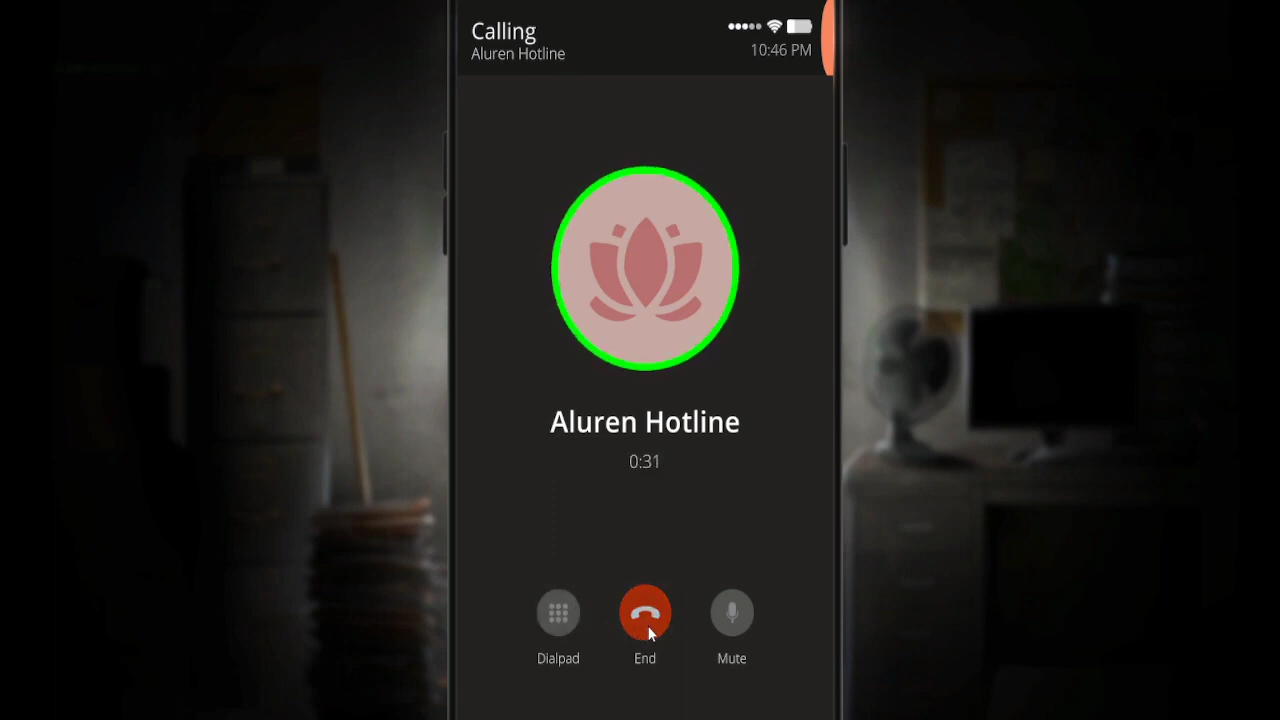 Calling
Aluren Hotline
10:46 PM
Aluren Hotline
0:31
Dialpad
End
Mute